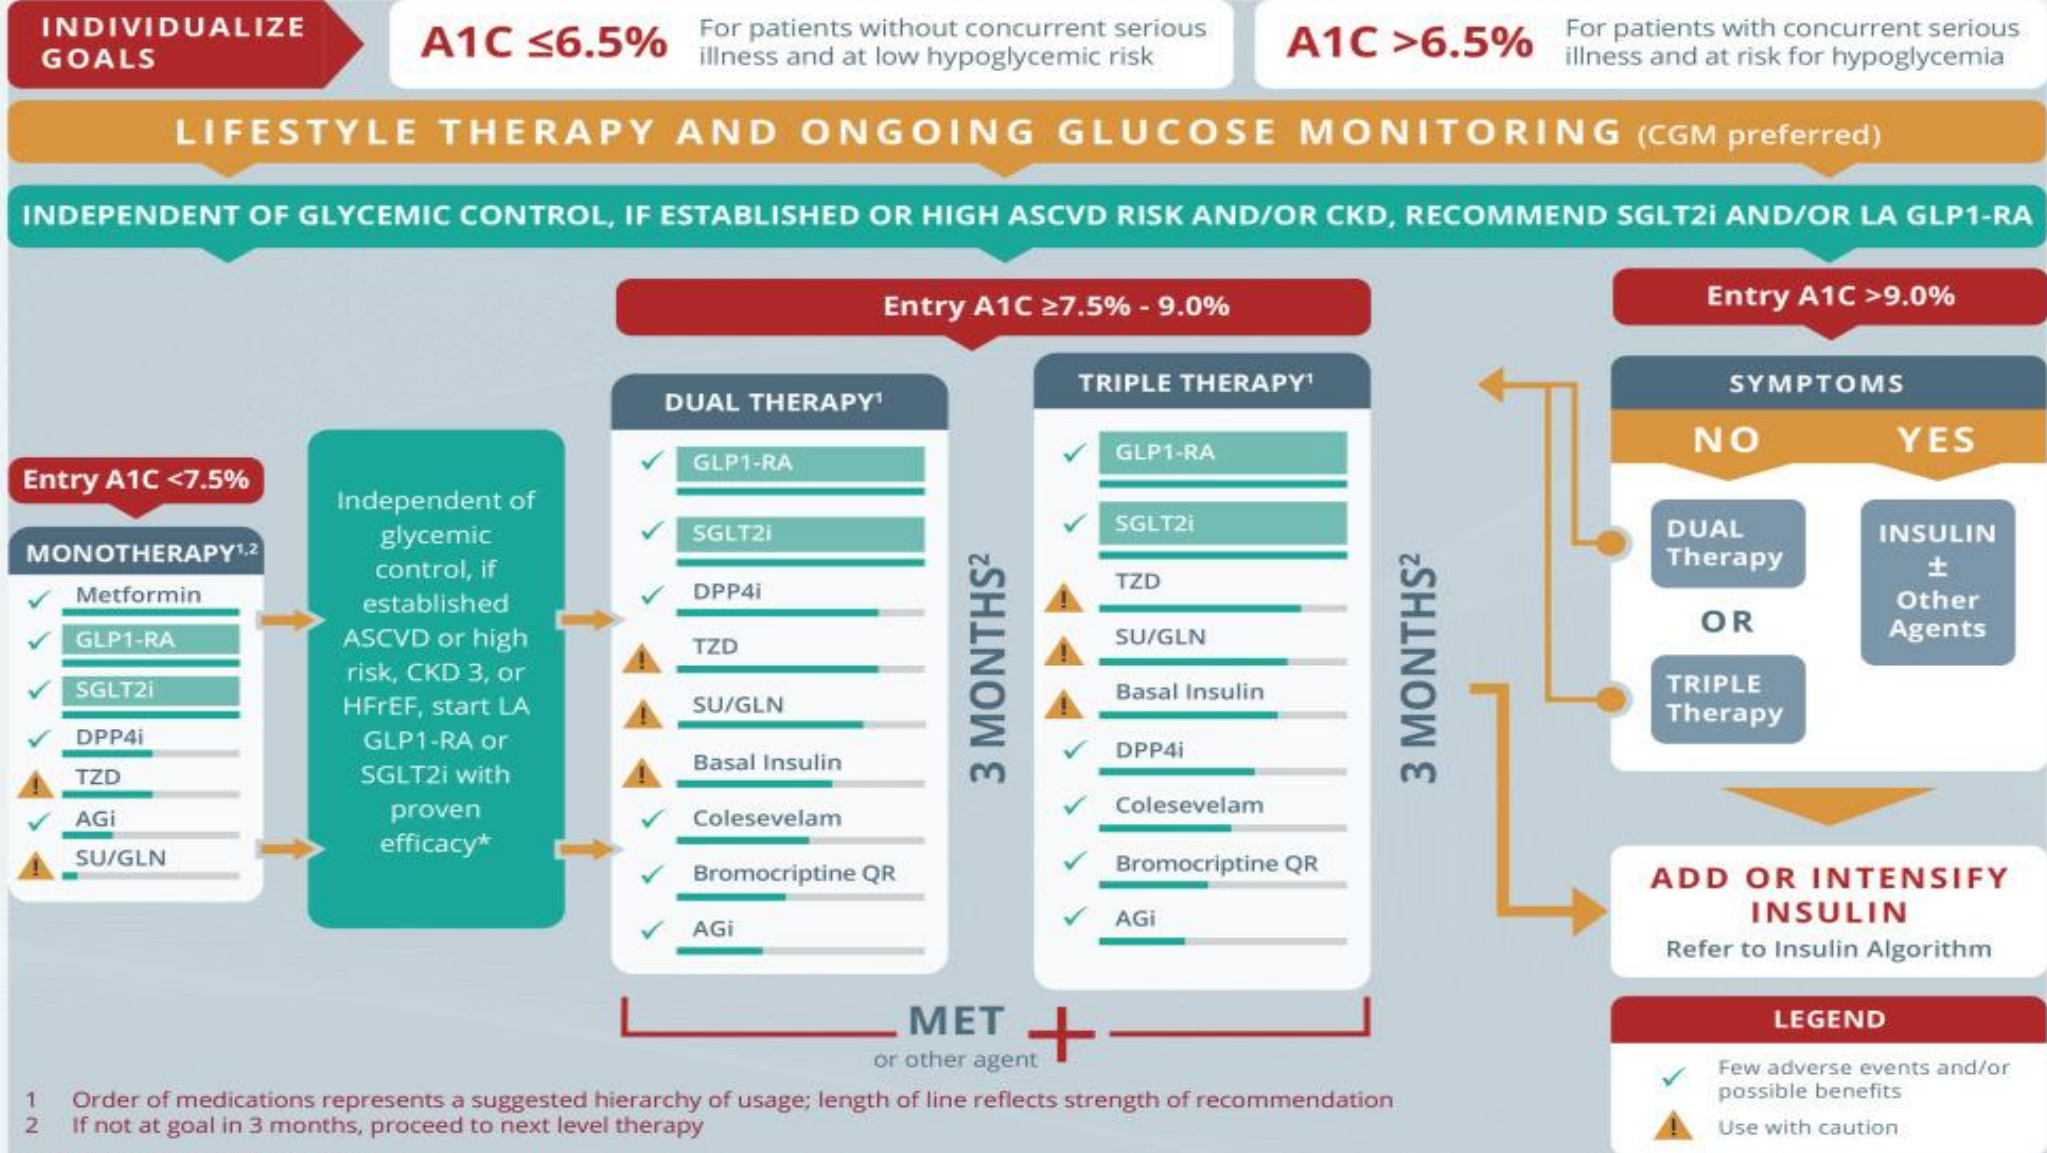 INDIVIDUALIZE
GOALS
A1C ≤6.5%
For patients without concurrent serious
illness and at low hypoglycemic risk
A1C >6.5%
For patients with concurrent serious
illness and at risk for hypoglycemia
LIFESTYLE THERAPY AND ONGOING GLUCOSE MONITORING (CGM preferred)
INDEPENDENT OF GLYCEMIC CONTROL, IF ESTABLISHED OR HIGH ASCVD RISK AND/OR CKD, RECOMMEND SGLT2i AND/OR LA GLP1-RA
Entry A1C <7.5%
MONOTHERAPY1,2
✓ Metformin
✓ GLP1-RA
✓ SGLT2i
✓ DPP4i
! TZD
✓ AGi
! SU/GLN
Independent of
glycemic
control, if
established
ASCVD or high
risk, CKD 3, or
HFrEF, start LA
GLP1-RA or
SGLT2i with
proven
efficacy*
Entry A1C ≥7.5% - 9.0%
DUAL THERAPY1
✓ GLP1-RA
✓ SGLT2i
✓ DPP4i
! TZD
! SU/GLN
! Basal Insulin
✓ Colesevelam
✓ Bromocriptine QR
✓ AGi
3 MONTHS2
TRIPLE THERAPY1
✓ GLP1-RA
✓ SGLT2i
! TZD
! SU/GLN
! Basal Insulin
✓ DPP4i
✓ Colesevelam
✓ Bromocriptine QR
✓ AGi
3 MONTHS2
MET +
or other agent
Entry A1C >9.0%
SYMPTOMS
NO YES
DUAL
Therapy
OR
TRIPLE
Therapy
INSULIN
±
Other
Agents
ADD OR INTENSIFY
INSULIN
Refer to Insulin Algorithm
LEGEND
✓ Few adverse events and/or
possible benefits
! Use with caution
1 Order of medications represents a suggested hierarchy of usage; length of line reflects strength of recommendation
2 If not at goal in 3 months, proceed to next level therapy